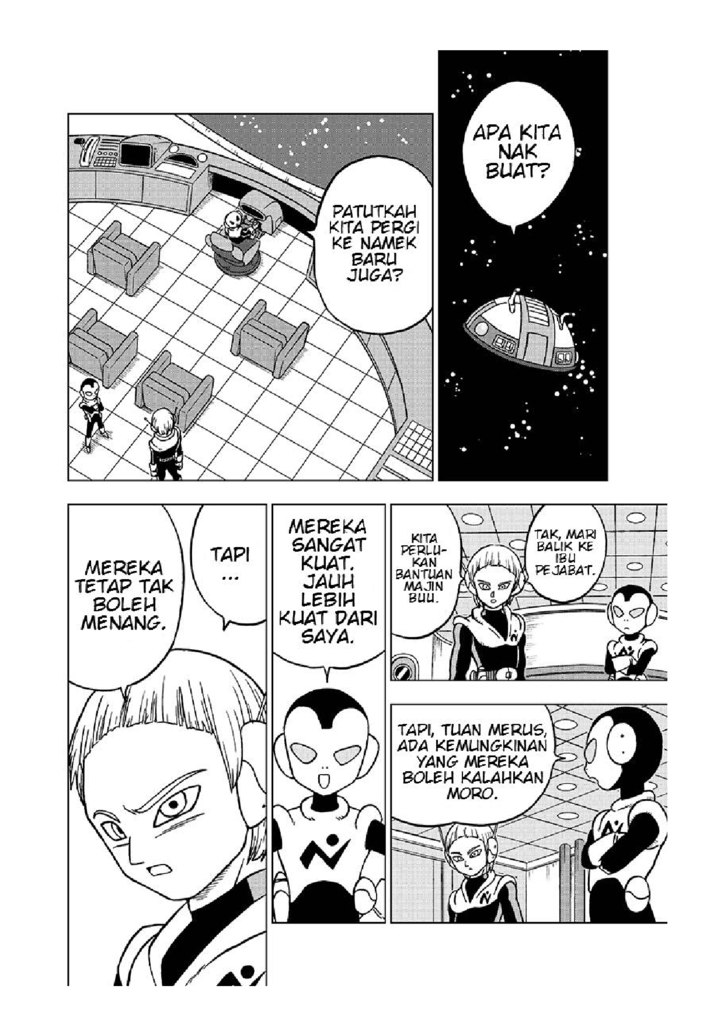 APA KITA
NAK
BUAT?
PATUTKAH
KITA PERGI
KE NAMEK
BARU
JUGA?
TAK, MARI
BALIK KE
IBU
PEJABAT.
KITA
PERLU-
KAN
BANTUAN
MAJIN
BUU.
TAPI, TUAN MERUS,
ADA KEMUNGKINAN
YANG MEREKA
BOLEH KALAHKAN
MORO.
MEREKA
SANGAT
KUAT.
JAUH
LEBIH
KUAT DARI
SAYA.
TAPI
...
MEREKA
TETAP TAK
BOLEH
MENANG.